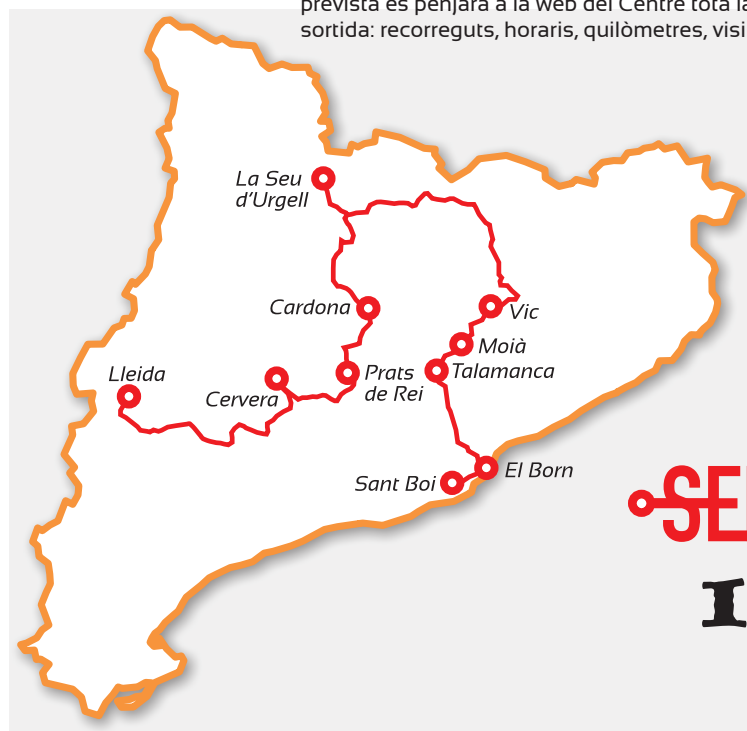 prevista es penjarà a la web del Centre tota la
sortida: recorreguts, horaris, quilòmetres, visi
La Seu
d'Urgell
Cardona
Vic
Moià
Lleida
Talamanca
Prats
de Rei
Cervera
El Born
Sant Boi